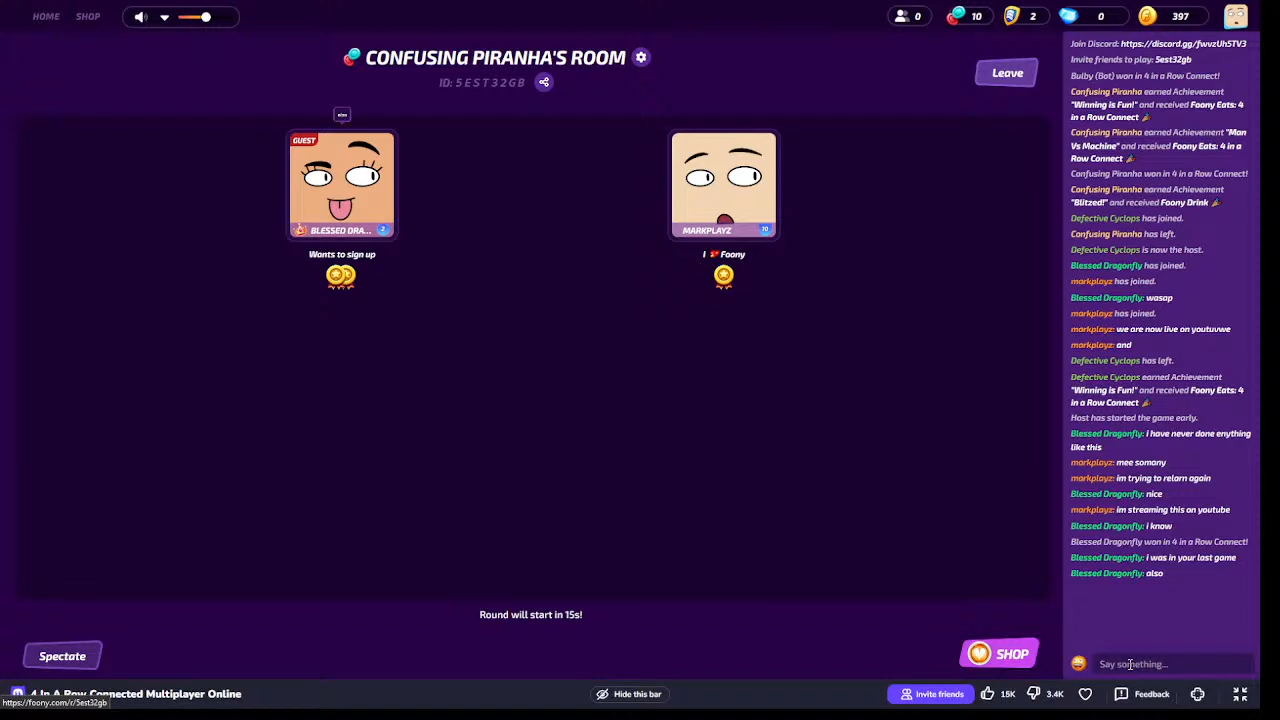 HOME
SHOP
0
10
2
0
397
CONFUSING PIRANHA'S ROOM
ID: 5EST32GB
Leave
GUEST
BLESSED DRA...
2
Wants to sign up
MARKPLAYZ
10
I Foony
Round will start in 15s!
Spectate
SHOP
Join Discord: https://discord.gg/fwvzUh5TV3
Invite friends to play: 5est32gb
Bulby (Bot) won in 4 in a Row Connect!
Confusing Piranha earned Achievement
"Winning is Fun!" and received Foony Eats: 4
in a Row Connect
Confusing Piranha earned Achievement "Man
Vs Machine" and received Foony Eats: 4 in a
Row Connect
Confusing Piranha won in 4 in a Row Connect!
Confusing Piranha earned Achievement
"Blitzed!" and received Foony Drink
Defective Cyclops has joined.
Confusing Piranha has left.
Defective Cyclops is now the host.
Blessed Dragonfly has joined.
markplayz has joined.
Blessed Dragonfly: wasap
markplayz has joined.
markplayz: we are now live on youtuvwe
markplayz: and
Defective Cyclops has left.
Defective Cyclops earned Achievement
"Winning is Fun!" and received Foony Eats: 4
in a Row Connect
Host has started the game early.
Blessed Dragonfly: i have never done enything
like this
markplayz: mee somany
markplayz: im trying to relarn again
Blessed Dragonfly: nice
markplayz: im streaming this on youtube
Blessed Dragonfly: i know
Blessed Dragonfly won in 4 in a Row Connect!
Blessed Dragonfly: i was in your last game
Blessed Dragonfly: also
Say something...
4 In A Row Connected Multiplayer Online
https://foony.com/r/5est32gb
Hide this bar
Invite friends
15K
3.4K
Feedback